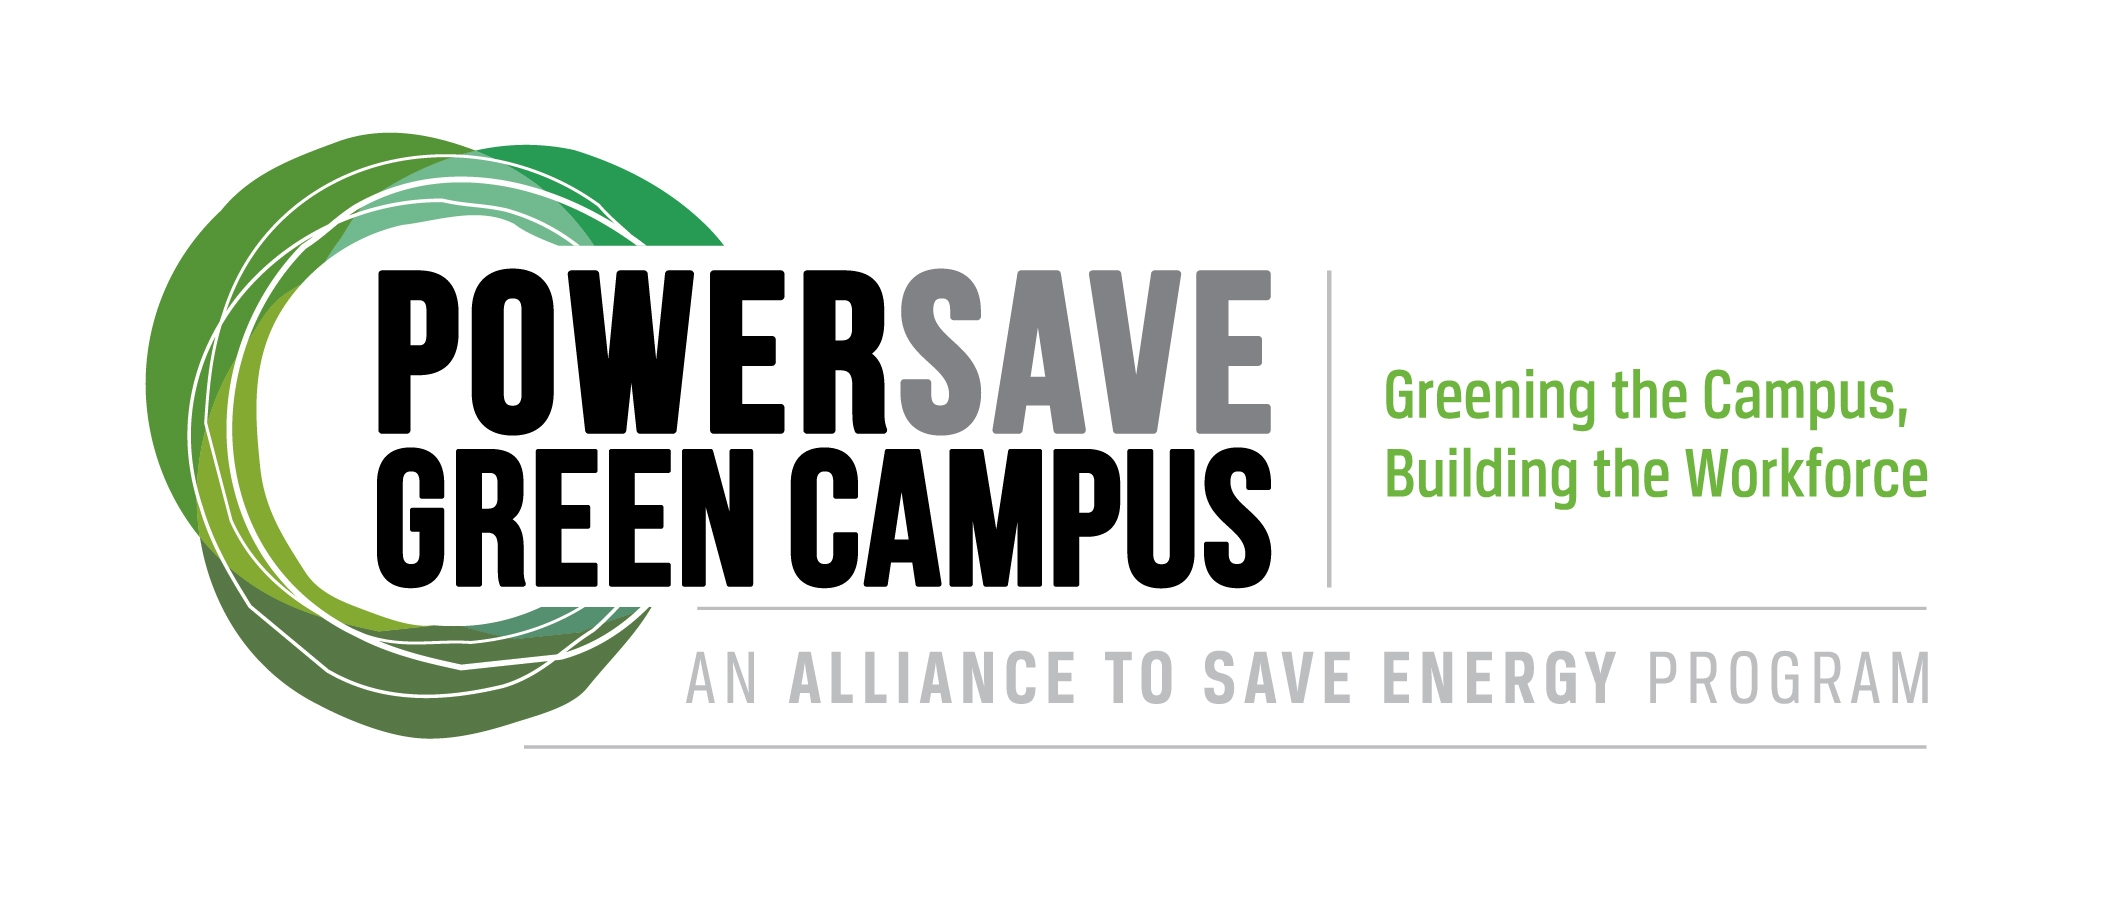 POWERSAVE
GREEN CAMPUS
Greening the Campus,
Building the Workforce
AN ALLIANCE TO SAVE ENERGY PROGRAM